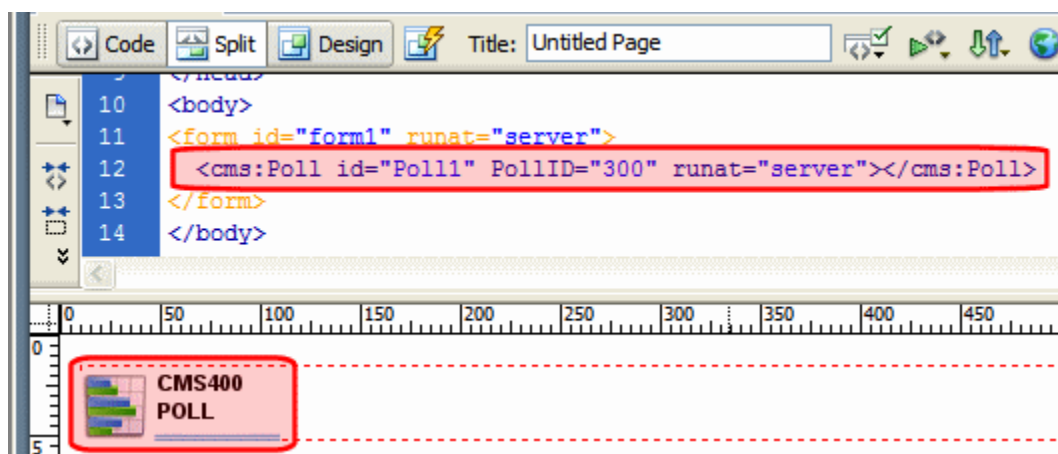 Code Split Design Title: Untitled Page
9 </head>
10 <body>
11 <form id="form1" runat="server">
12 <cms:Poll id="Poll1" PollID="300" runat="server"></cms:Poll>
13 </form>
14 </body>
0 50 100 150 200 250 300 350 400 450
0
CMS400
POLL
5